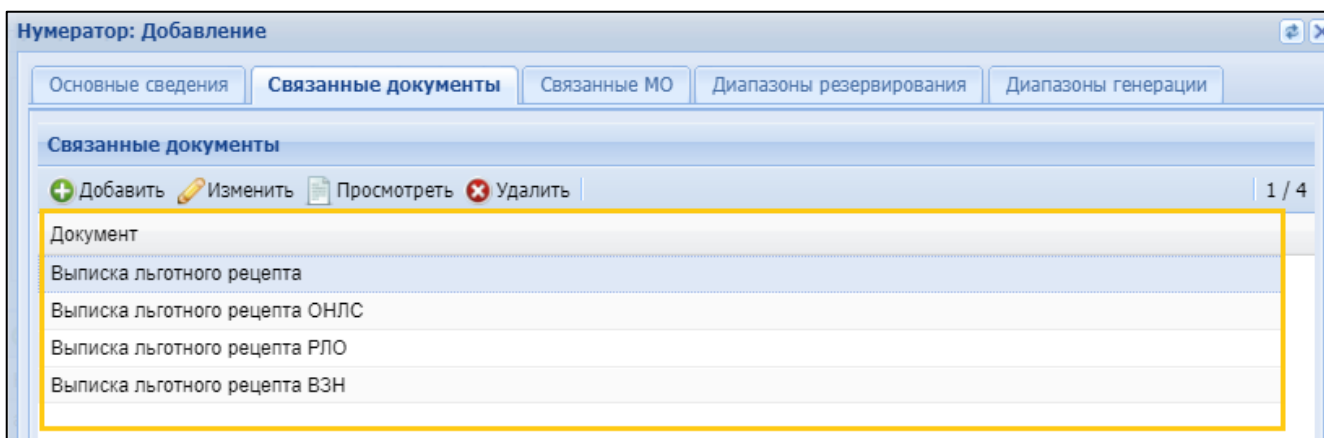 Нумератор: Добавление
Основные сведения Связанные документы Связанные МО Диапазоны резервирования Диапазоны генерации
Связанные документы
Добавить Изменить Просмотреть Удалить 1 / 4
Документ
Выписка льготного рецепта
Выписка льготного рецепта ОНЛС
Выписка льготного рецепта РЛО
Выписка льготного рецепта ВЗН